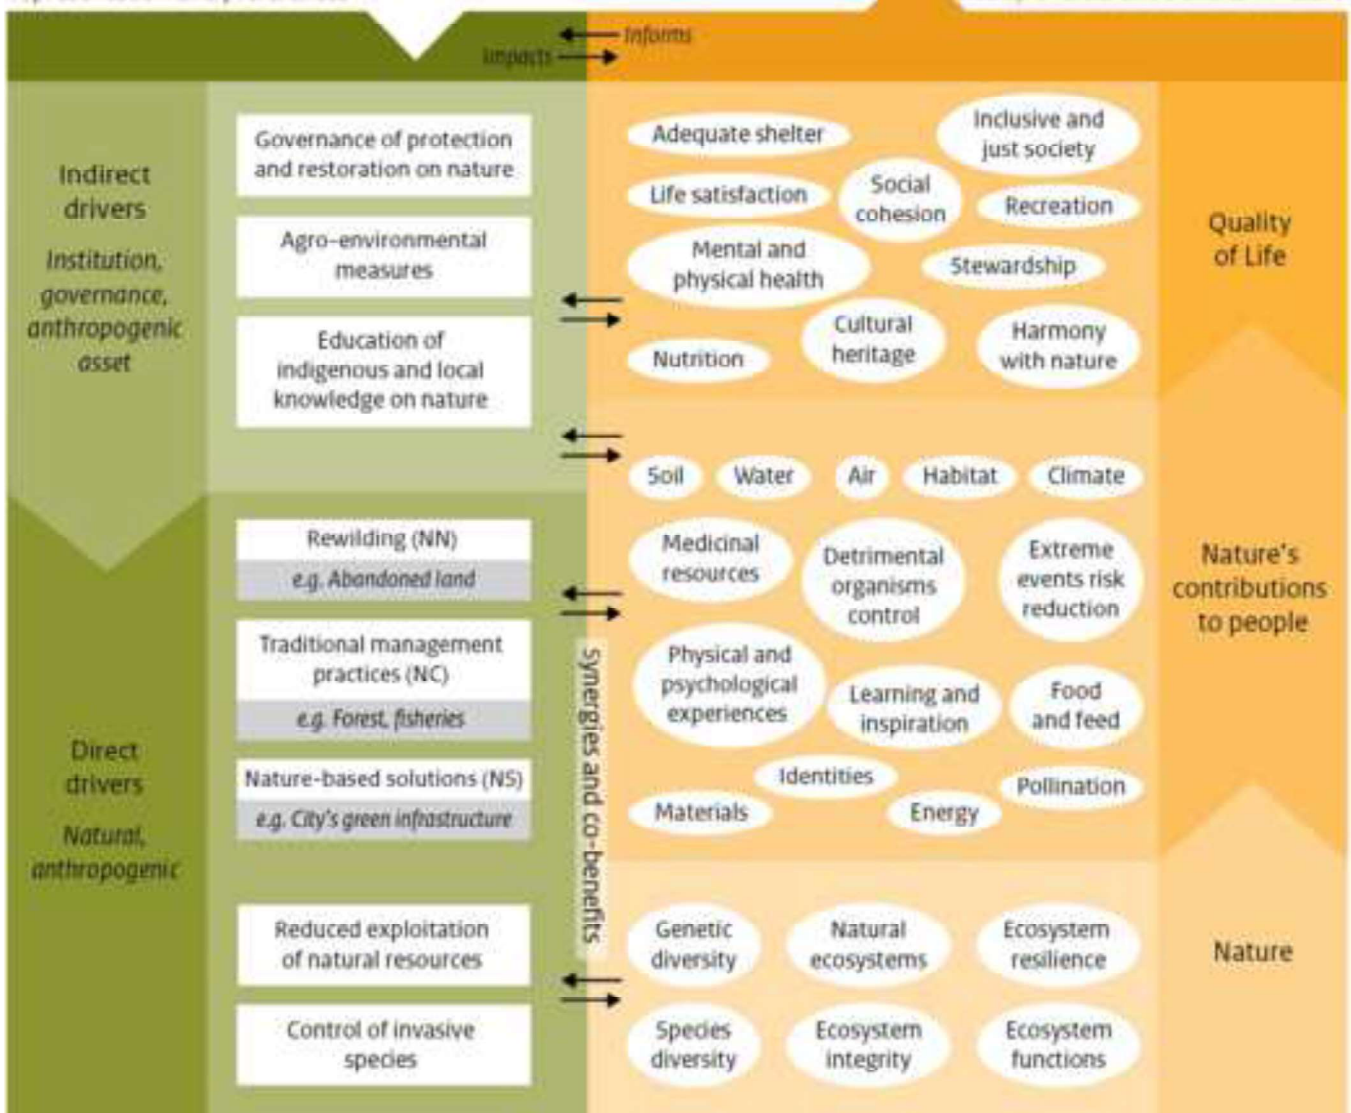 Informs
Impacts
Indirect
drivers
Institution,
governance,
anthropogenic
asset
Governance of protection
and restoration on nature
Agro-environmental
measures
Education of
indigenous and local
knowledge on nature
Adequate shelter
Inclusive and
just society
Life satisfaction
Social
cohesion
Recreation
Mental and
physical health
Stewardship
Cultural
heritage
Harmony
with nature
Nutrition
Quality
of Life
Direct
drivers
Natural,
anthropogenic
Rewilding (NN)
e.g. Abandoned land
Traditional management
practices (NC)
e.g. Forest, fisheries
Nature-based solutions (NS)
e.g. City's green infrastructure
Reduced exploitation
of natural resources
Control of invasive
species
Synergies and co-benefits
Soil
Water
Air
Habitat
Climate
Medicinal
resources
Detrimental
organisms
control
Extreme
events risk
reduction
Physical and
psychological
experiences
Learning and
inspiration
Food
and feed
Identities
Pollination
Materials
Energy
Nature's
contributions
to people
Genetic
diversity
Natural
ecosystems
Ecosystem
resilience
Species
diversity
Ecosystem
integrity
Ecosystem
functions
Nature